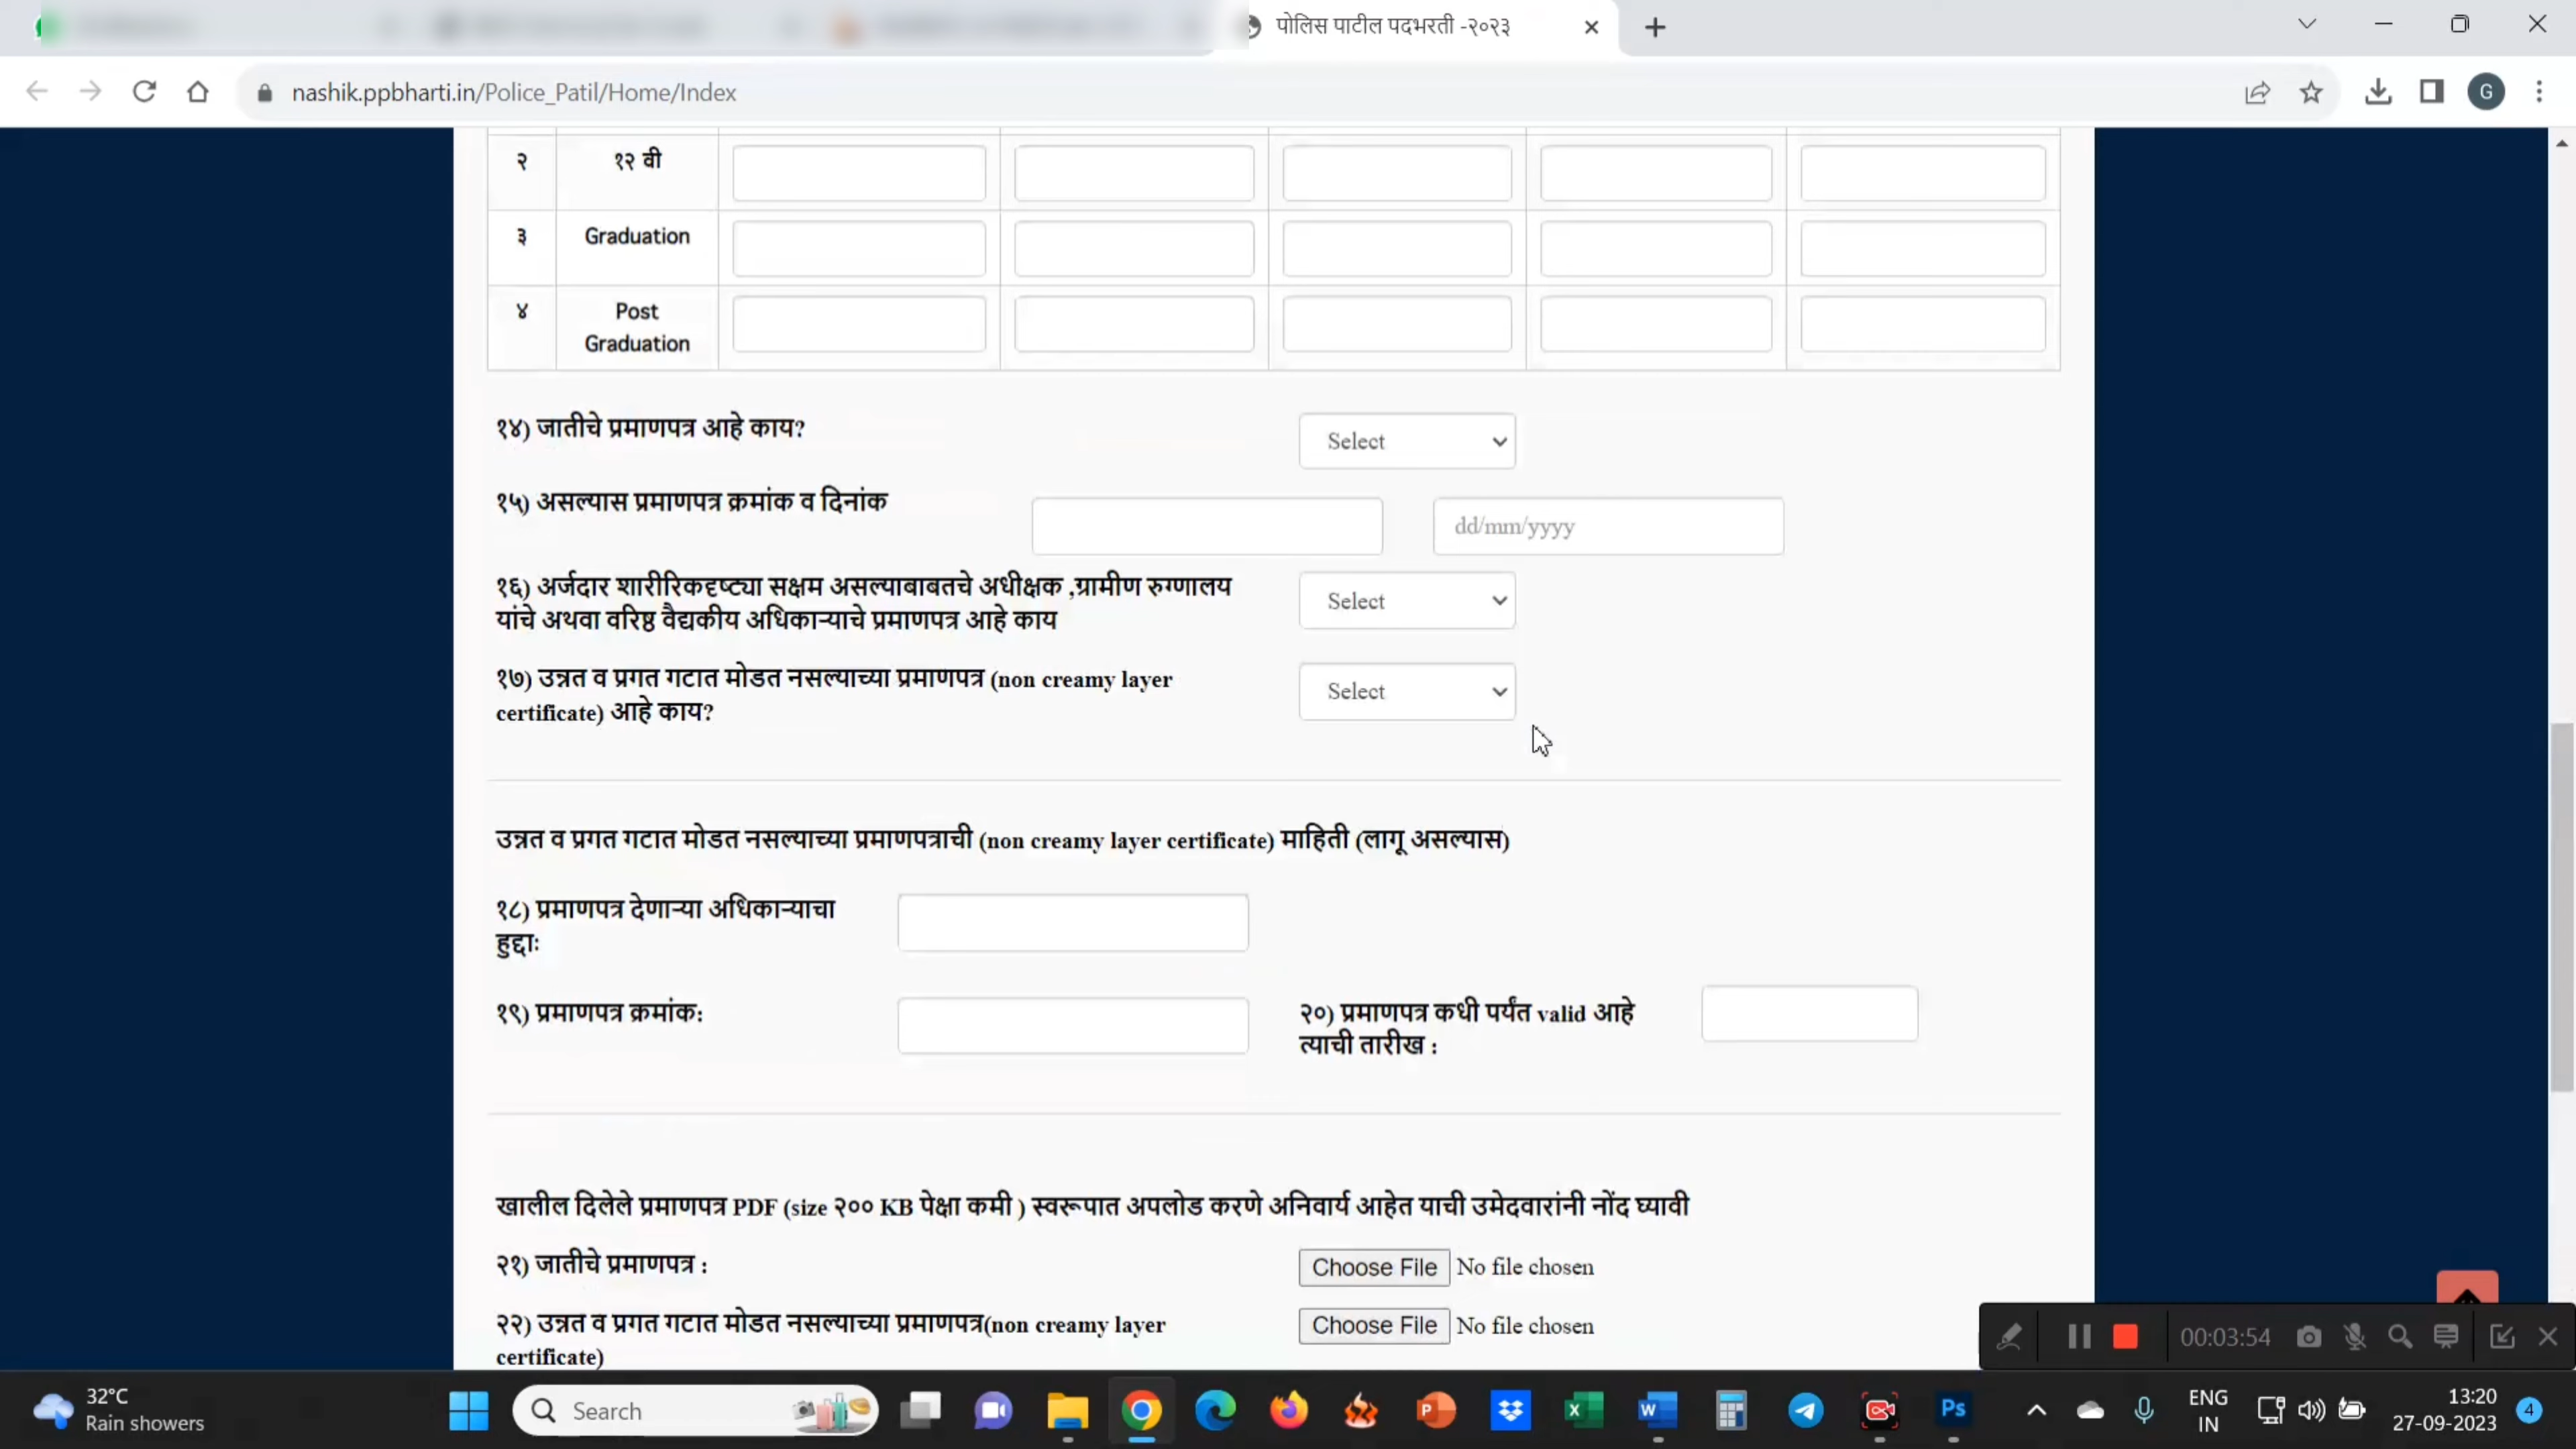 पोलिस पाटील पदभरती -२०२३
nashik.ppbharti.in/Police_Patil/Home/Index
G
२ १२ वी
३ Graduation
४ Post
Graduation
१४) जातीचे प्रमाणपत्र आहे काय? Select
१५) असल्यास प्रमाणपत्र क्रमांक व दिनांक dd/mm/yyyy
१६) अर्जदार शारीरिकदृष्ट्या सक्षम असल्याबाबतचे अधीक्षक ,ग्रामीण रुग्णालय
यांचे अथवा वरिष्ठ वैद्यकीय अधिकाऱ्याचे प्रमाणपत्र आहे काय Select
१७) उन्नत व प्रगत गटात मोडत नसल्याच्या प्रमाणपत्र (non creamy layer
certificate) आहे काय? Select
उन्नत व प्रगत गटात मोडत नसल्याच्या प्रमाणपत्राची (non creamy layer certificate) माहिती (लागू असल्यास)
१८) प्रमाणपत्र देणाऱ्या अधिकाऱ्याचा
हुद्दाः
१९) प्रमाणपत्र क्रमांक: २०) प्रमाणपत्र कधी पर्यंत valid आहे
त्याची तारीख :
खालील दिलेले प्रमाणपत्र PDF (size २०० KB पेक्षा कमी ) स्वरूपात अपलोड करणे अनिवार्य आहेत याची उमेदवारांनी नोंद घ्यावी
२१) जातीचे प्रमाणपत्र : Choose File No file chosen
२२) उन्नत व प्रगत गटात मोडत नसल्याच्या प्रमाणपत्र(non creamy layer Choose File No file chosen
certificate)
00:03:54
32°C
Rain showers
Search
P
X
W
Ps
ENG
IN
13:20
27-09-2023
4